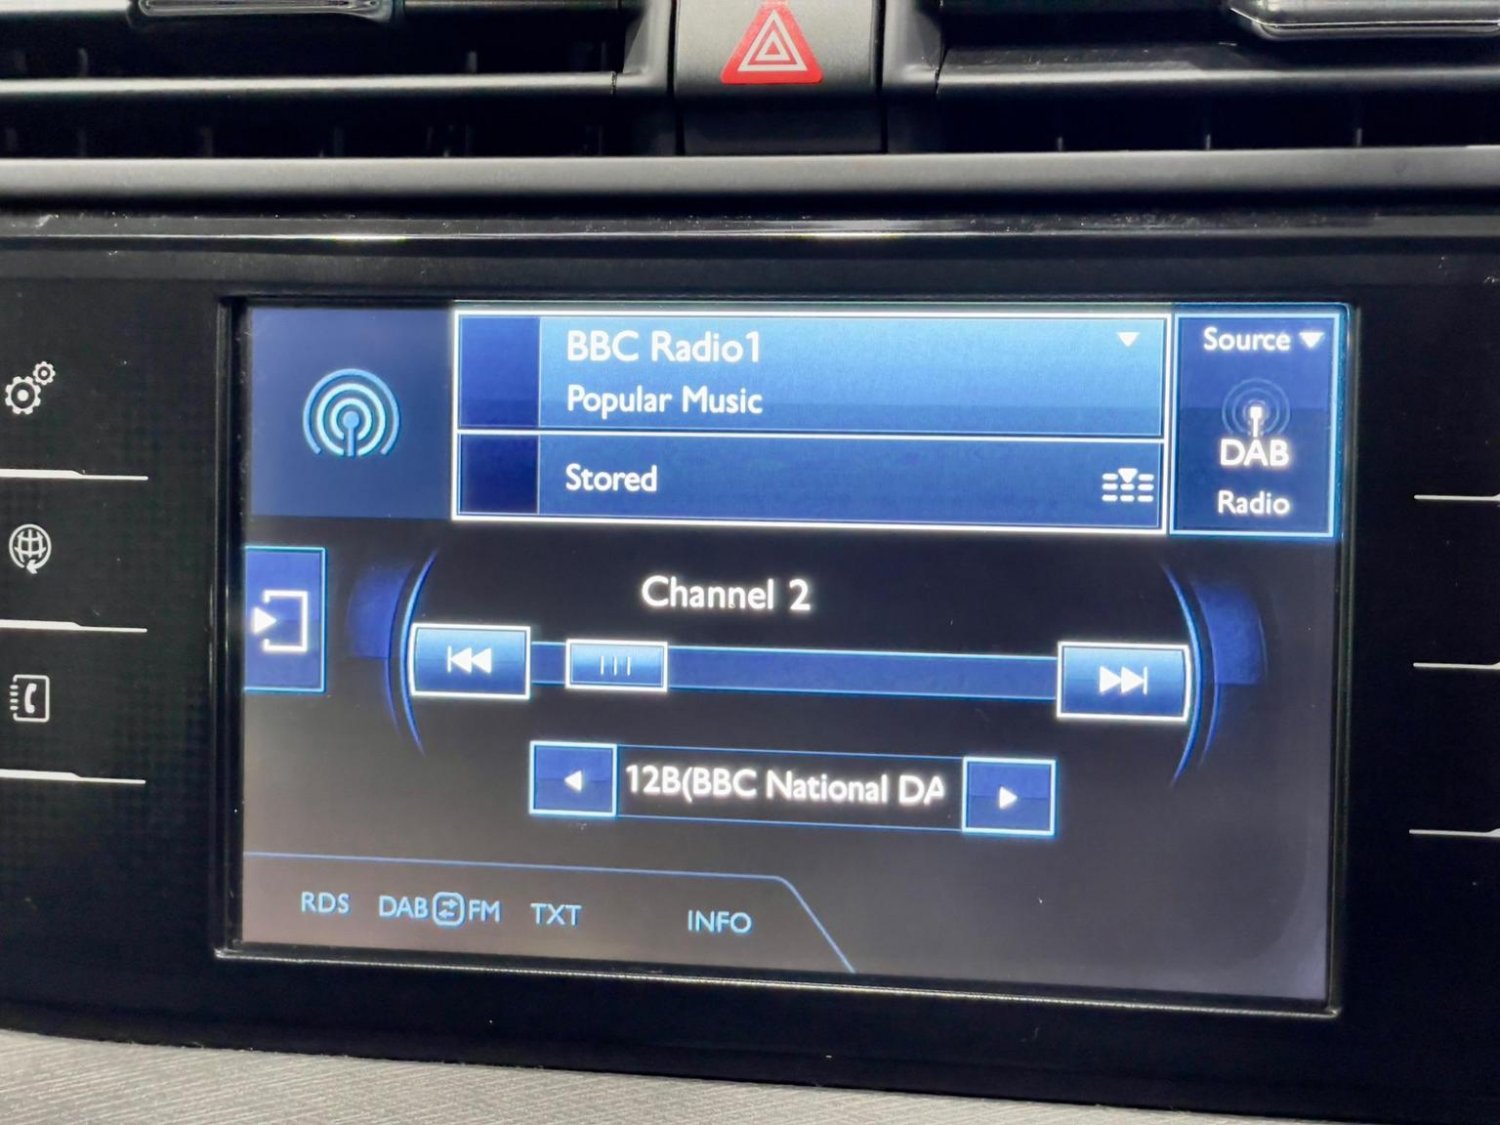 BBC Radio1
Popular Music
Source
Stored
DAB
Radio
Channel 2
12B(BBC National DA
RDS DAB FM TXT INFO